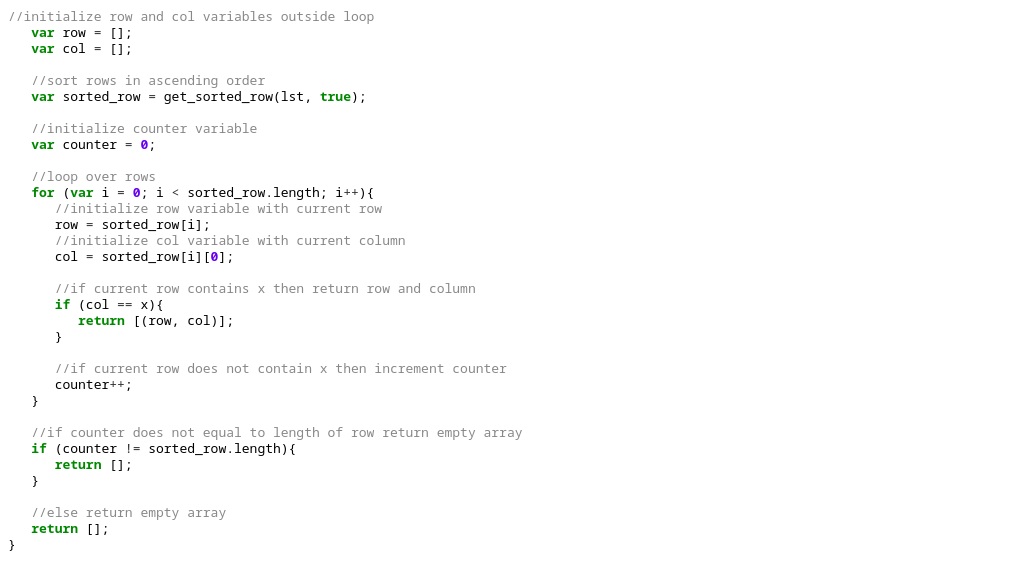 //initialize row and col variables outside loop
   var row = [];
   var col = [];

   //sort rows in ascending order
   var sorted_row = get_sorted_row(lst, true);

   //initialize counter variable
   var counter = 0;

   //loop over rows
   for (var i = 0; i < sorted_row.length; i++){
      //initialize row variable with current row
      row = sorted_row[i];
      //initialize col variable with current column
      col = sorted_row[i][0];

      //if current row contains x then return row and column
      if (col == x){
         return [(row, col)];
      }

      //if current row does not contain x then increment counter
      counter++;
   }

   //if counter does not equal to length of row return empty array
   if (counter != sorted_row.length){
      return [];
   }

   //else return empty array
   return [];
}